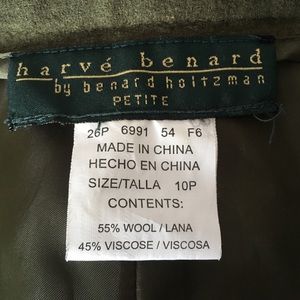 harvé benard
by benard holtzman
PETITE
26P 6991 54 F6
MADE IN CHINA
HECHO EN CHINA
SIZE/TALLA 10P
CONTENTS:
55% WOOL / LANA
45% VISCOSE / VISCOSA